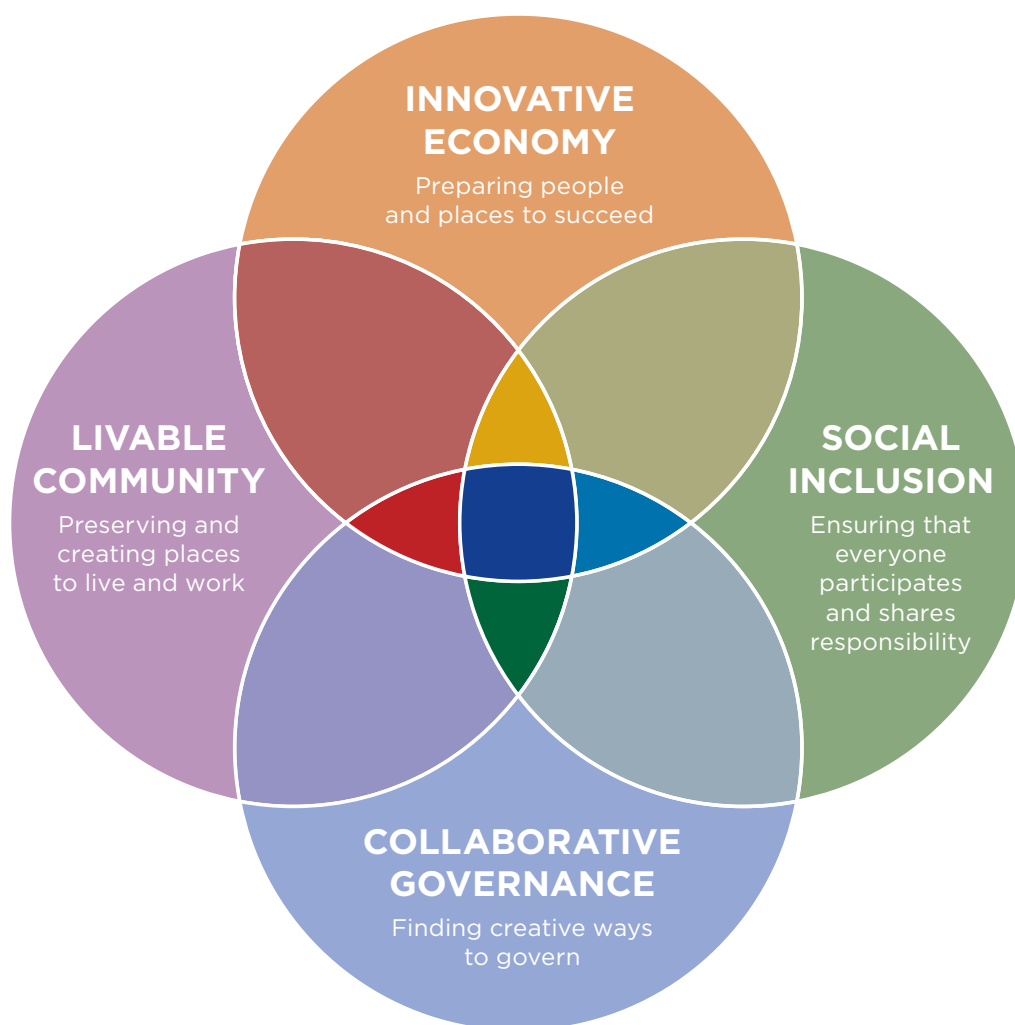 INNOVATIVE
ECONOMY
Preparing people
and places to succeed
LIVABLE
COMMUNITY
Preserving and
creating places
to live and work
SOCIAL
INCLUSION
Ensuring that
everyone
participates
and shares
responsibility
COLLABORATIVE
GOVERNANCE
Finding creative ways
to govern